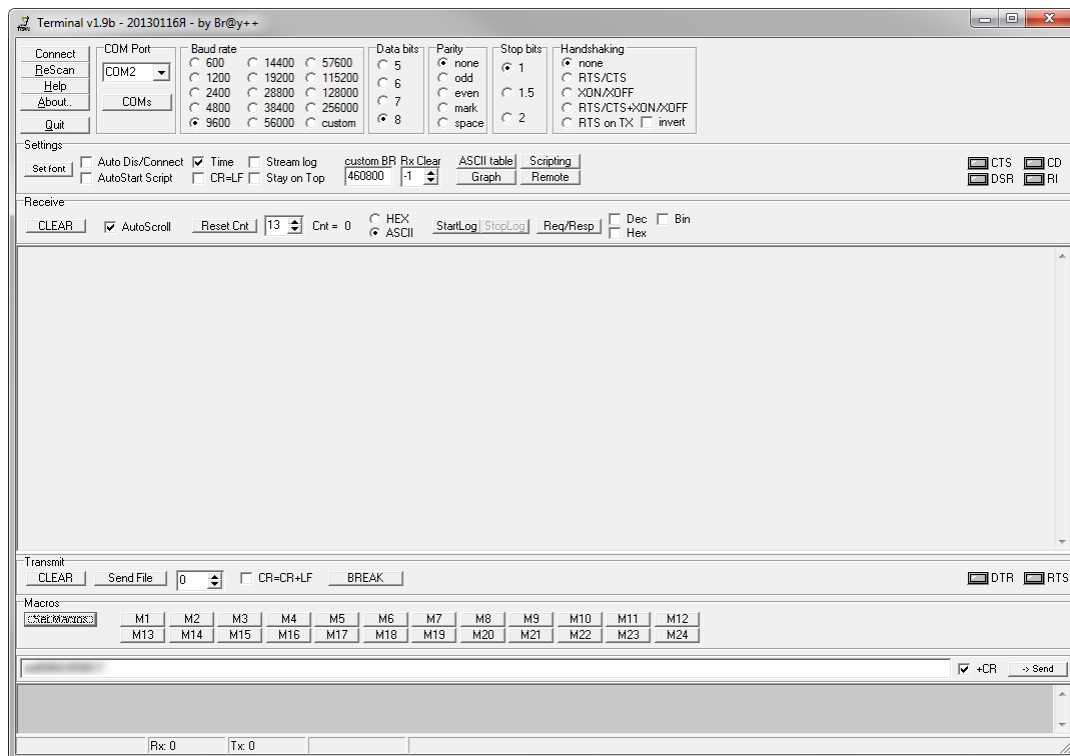 Terminal v1.9b - 20130116Я - by Br@y++
Connect
ReScan
Help
About..
Quit
COM Port
COM2
COMs
Baud rate
600 14400 57600
1200 19200 115200
2400 28800 128000
4800 38400 256000
9600 56000 custom
Data bits
5
6
7
8
Parity
none
odd
even
mark
space
Stop bits
1
1.5
2
Handshaking
none
RTS/CTS
XON/XOFF
RTS/CTS+XON/XOFF
RTS on TX invert
Settings
Set font
Auto Dis/Connect Time Stream log
AutoStart Script CR=LF Stay on Top
custom BR Rx Clear
460800 -1
ASCII table Scripting
Graph Remote
CTS CD
DSR RI
Receive
CLEAR AutoScroll Reset Cnt 13 Cnt = 0
HEX
ASCII
StartLog StopLog Req/Resp
Dec Bin
Hex
Transmit
CLEAR Send File 0 CR=CR+LF BREAK DTR RTS
Macros
Set Macros
M1 M2 M3 M4 M5 M6 M7 M8 M9 M10 M11 M12
M13 M14 M15 M16 M17 M18 M19 M20 M21 M22 M23 M24
+CR -> Send
Rx: 0 Tx: 0